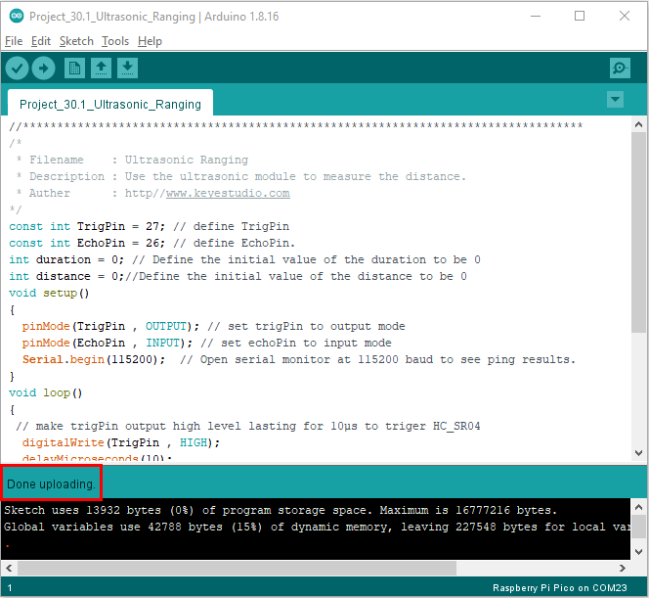 Project_30.1_Ultrasonic_Ranging | Arduino 1.8.16
File Edit Sketch Tools Help
Project_30.1_Ultrasonic_Ranging
//**********************************************************************************
/*
 * Filename    : Ultrasonic Ranging
 * Description : Use the ultrasonic module to measure the distance.
 * Auther      : http//www.keyestudio.com
*/
const int TrigPin = 27; // define TrigPin
const int EchoPin = 26; // define EchoPin.
int duration = 0; // Define the initial value of the duration to be 0
int distance = 0;//Define the initial value of the distance to be 0
void setup()
{
  pinMode(TrigPin , OUTPUT); // set trigPin to output mode
  pinMode(EchoPin , INPUT); // set echoPin to input mode
  Serial.begin(115200);  // Open serial monitor at 115200 baud to see ping results.
}
void loop()
{
 // make trigPin output high level lasting for 10μs to triger HC_SR04
  digitalWrite(TrigPin , HIGH);
  delayMicroseconds(10);
Done uploading.
Sketch uses 13932 bytes (0%) of program storage space. Maximum is 16777216 bytes.
Global variables use 42788 bytes (15%) of dynamic memory, leaving 227548 bytes for local var
.
1
Raspberry Pi Pico on COM23